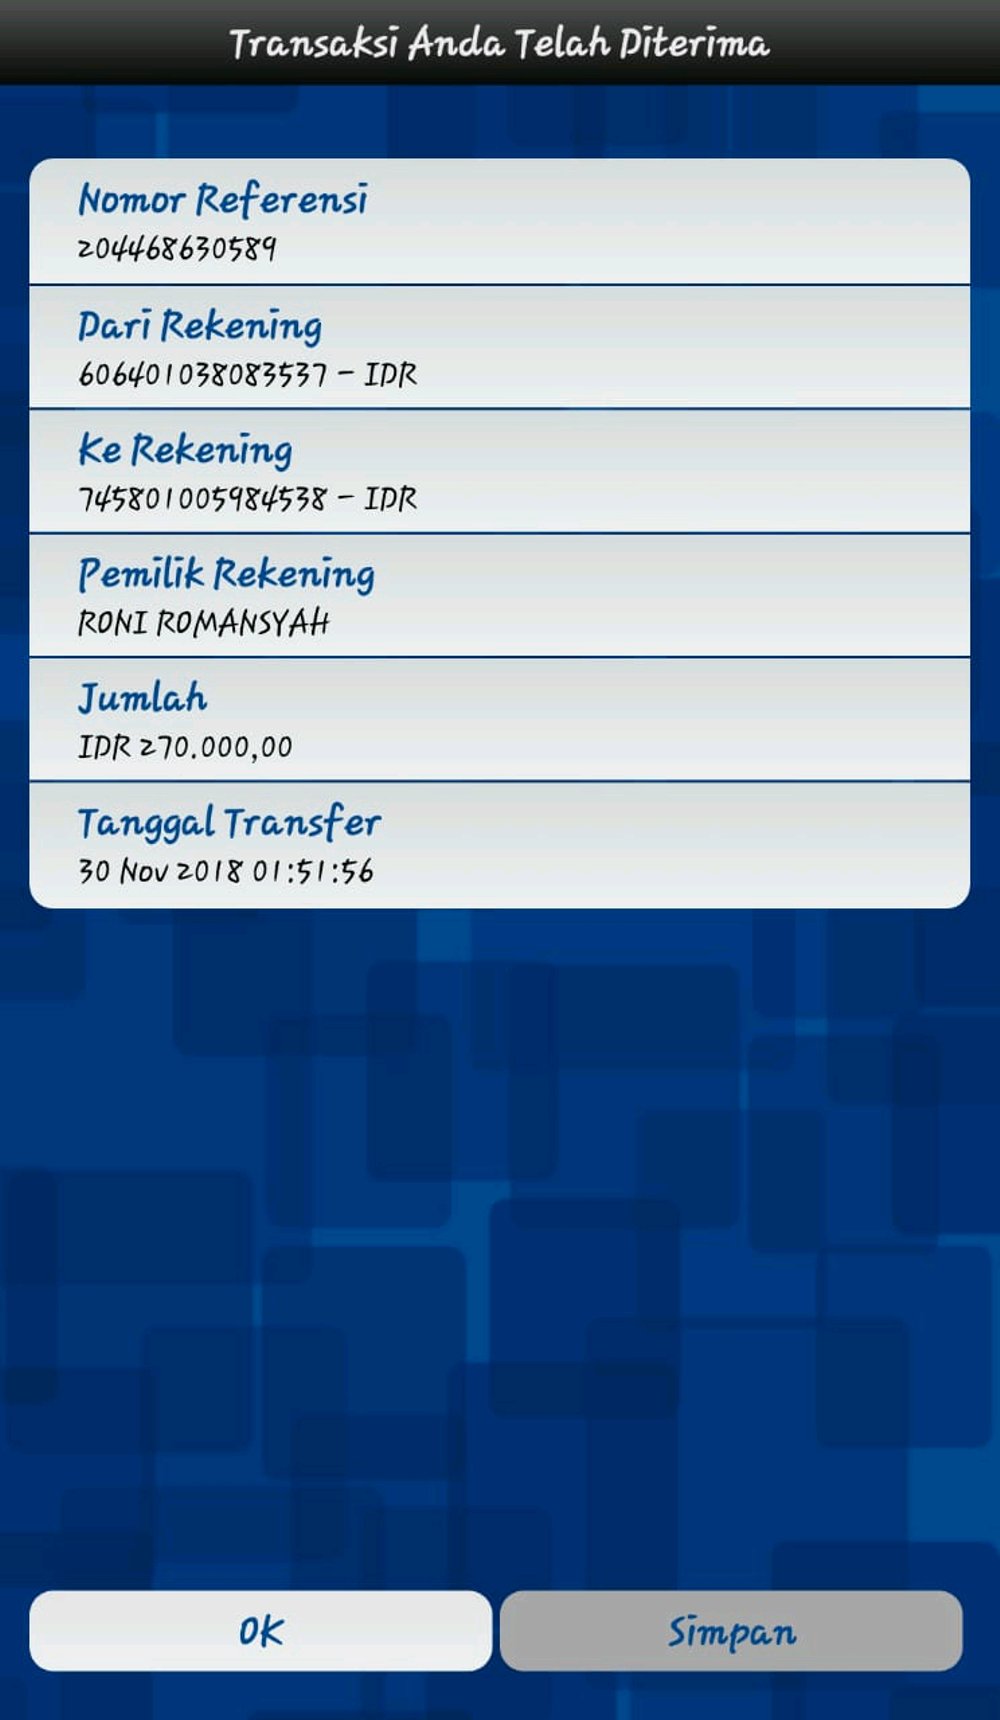 Transaksi Anda Telah Diterima
Nomor Referensi
204468630589
Dari Rekening
606401038083537 - IDR
Ke Rekening
745801005984538 - IDR
Pemilik Rekening
RONI ROMANSYAH
Jumlah
IDR 270.000,00
Tanggal Transfer
30 Nov 2018 01:51:56
OK
Simpan